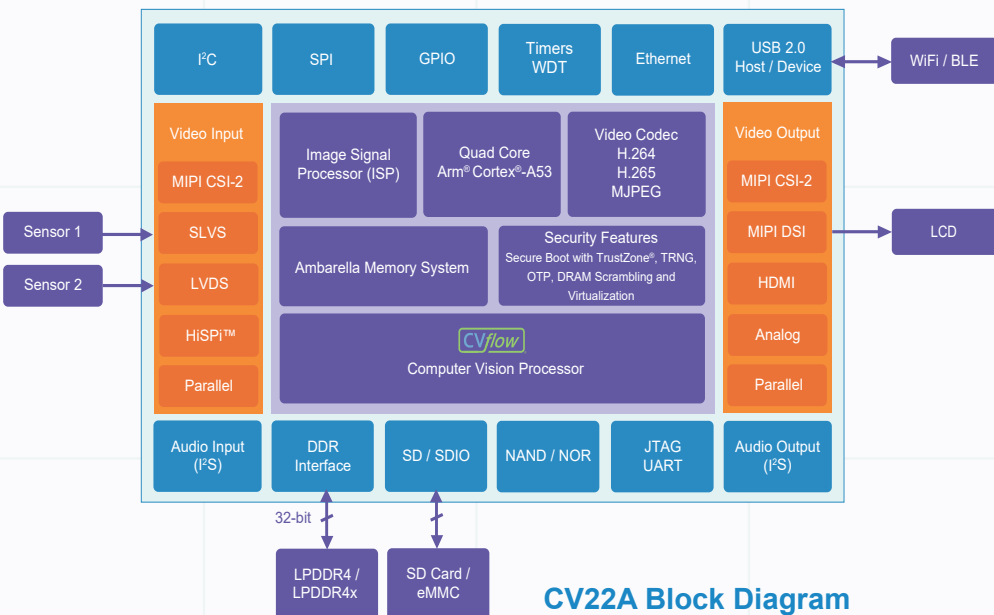 I²C
SPI
GPIO
Timers
WDT
Ethernet
USB 2.0
Host / Device
WiFi / BLE
Video Input
MIPI CSI-2
SLVS
LVDS
HiSPi™
Parallel
Sensor 1
Sensor 2
Image Signal
Processor (ISP)
Quad Core
Arm® Cortex®-A53
Video Codec
H.264
H.265
MJPEG
Ambarella Memory System
Security Features
Secure Boot with TrustZone®, TRNG,
OTP, DRAM Scrambling and
Virtualization
CVflow
Computer Vision Processor
Video Output
MIPI CSI-2
MIPI DSI
HDMI
Analog
Parallel
LCD
Audio Input
(I²S)
DDR
Interface
SD / SDIO
NAND / NOR
JTAG
UART
Audio Output
(I²S)
32-bit
LPDDR4 /
LPDDR4x
SD Card /
eMMC
CV22A Block Diagram